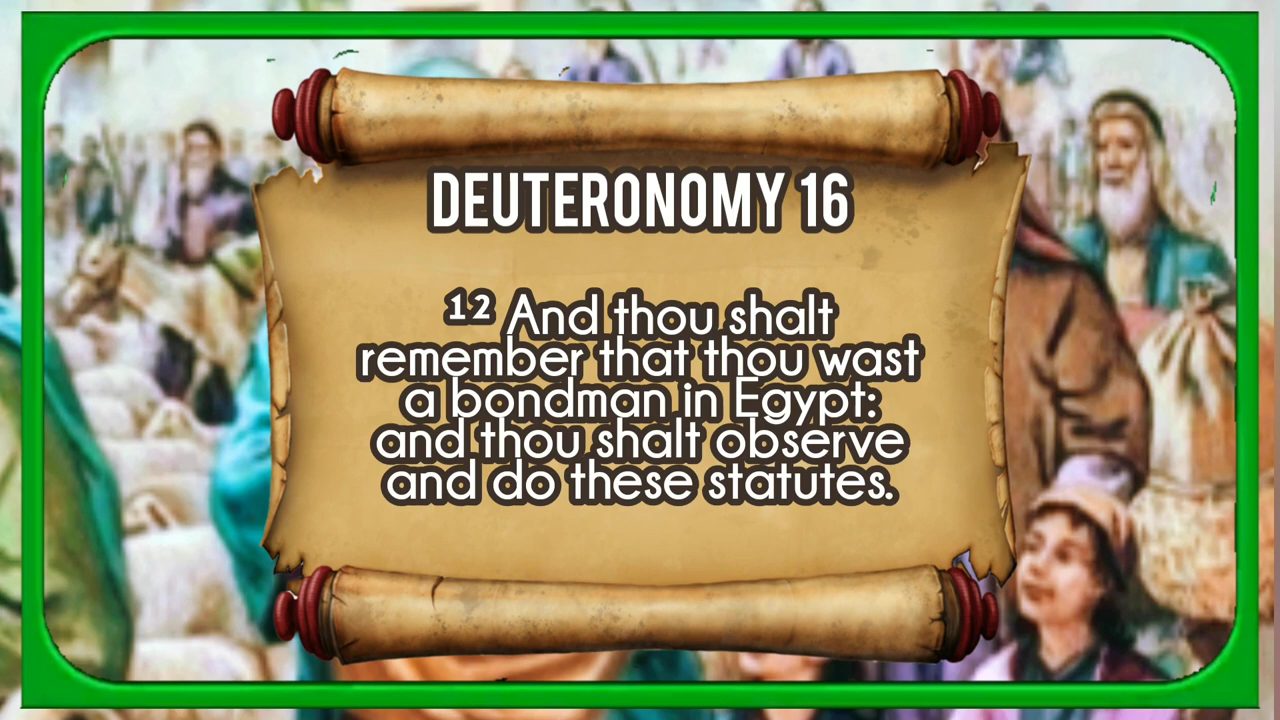 DEUTERONOMY 16
¹² And thou shalt
remember that thou wast
a bondman in Egypt:
and thou shalt observe
and do these statutes.